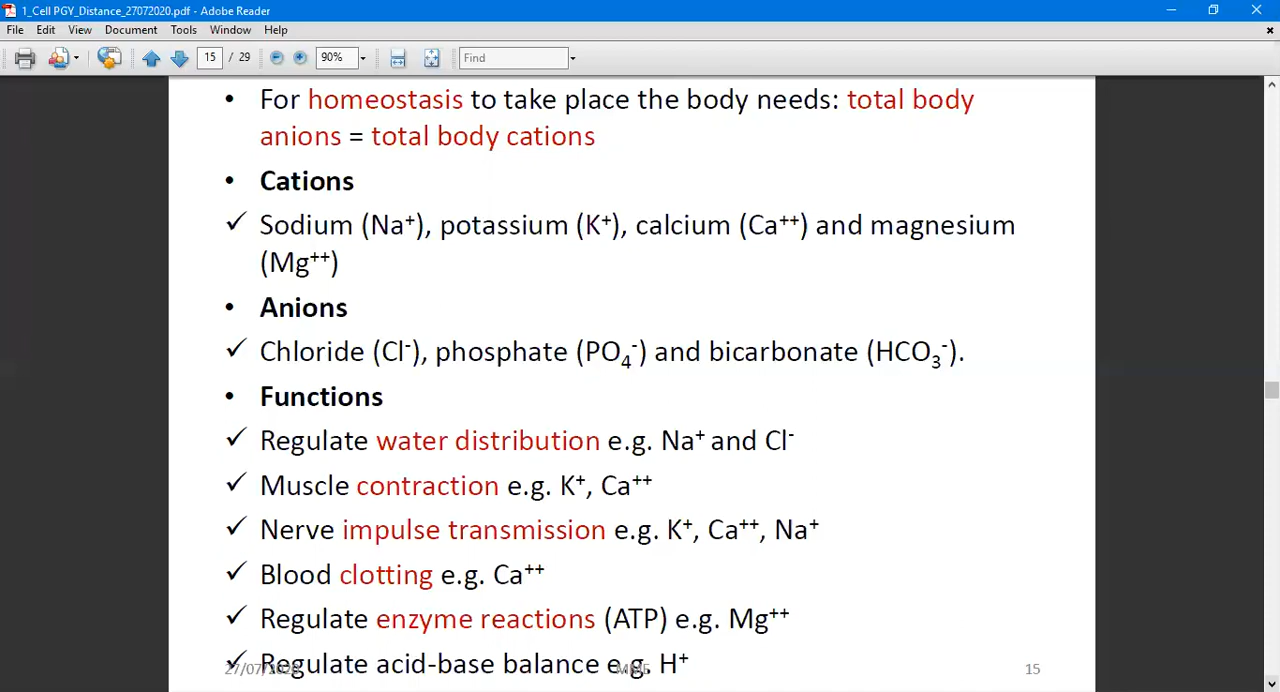 1_Cell PGY_Distance_27072020.pdf - Adobe Reader
File Edit View Document Tools Window Help
15 / 29 90% Find
• For homeostasis to take place the body needs: total body
anions = total body cations
• Cations
✓ Sodium (Na⁺), potassium (K⁺), calcium (Ca⁺⁺) and magnesium
(Mg⁺⁺)
• Anions
✓ Chloride (Cl⁻), phosphate (PO₄⁻) and bicarbonate (HCO₃⁻).
• Functions
✓ Regulate water distribution e.g. Na⁺ and Cl⁻
✓ Muscle contraction e.g. K⁺, Ca⁺⁺
✓ Nerve impulse transmission e.g. K⁺, Ca⁺⁺, Na⁺
✓ Blood clotting e.g. Ca⁺⁺
✓ Regulate enzyme reactions (ATP) e.g. Mg⁺⁺
✓ Regulate acid-base balance e.g. H⁺
15